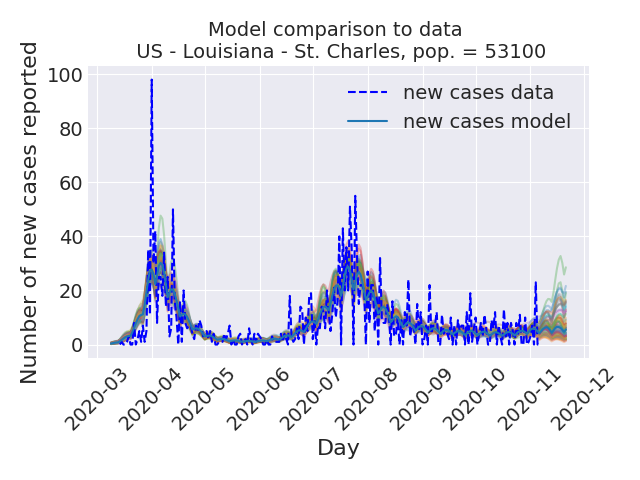 Model comparison to data
US - Louisiana - St. Charles, pop. = 53100
Number of new cases reported
100
80
60
40
20
0
new cases data
new cases model
2020-03
2020-04
2020-05
2020-06
2020-07
2020-08
2020-09
2020-10
2020-11
2020-12
Day